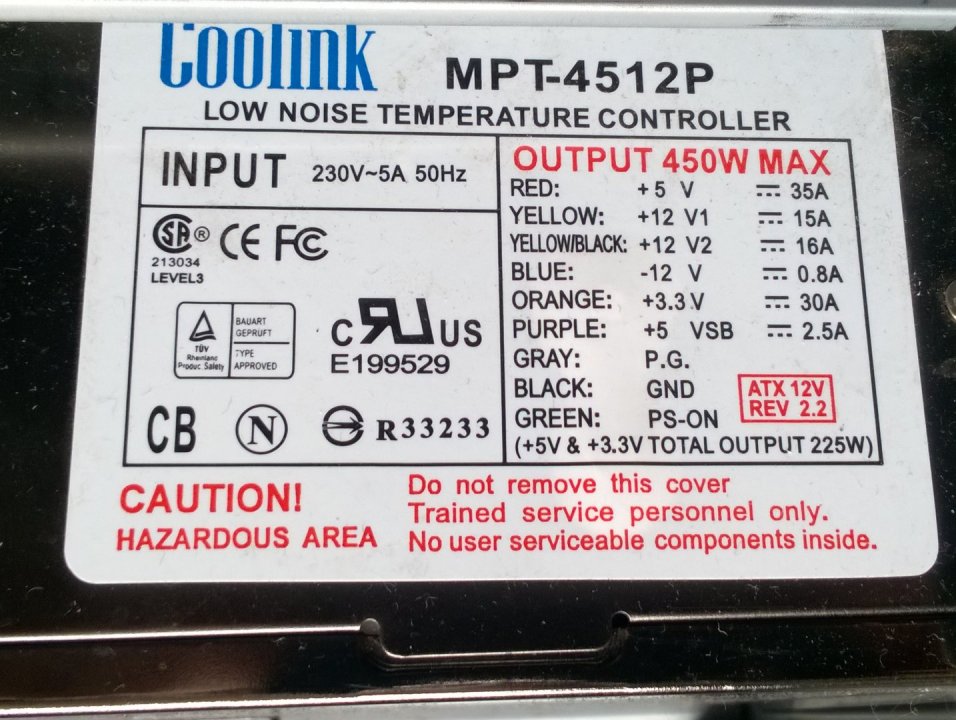 Coolink
MPT-4512P
LOW NOISE TEMPERATURE CONTROLLER
INPUT 230V~5A 50Hz
SA ®
213034
LEVEL3
CE FC
TÜV
Rheinland
Produc. Safety
BAUART
GEPRUFT
TYPE
APPROVED
C RU US
E199529
CB N R33233
OUTPUT 450W MAX
RED: +5 V ⎓ 35A
YELLOW: +12 V1 ⎓ 15A
YELLOW/BLACK: +12 V2 ⎓ 16A
BLUE: -12 V ⎓ 0.8A
ORANGE: +3.3 V ⎓ 30A
PURPLE: +5 VSB ⎓ 2.5A
GRAY: P.G.
BLACK: GND
GREEN: PS-ON
ATX 12V
REV 2.2
(+5V & +3.3V TOTAL OUTPUT 225W)
CAUTION!
HAZARDOUS AREA
Do not remove this cover
Trained service personnel only.
No user serviceable components inside.